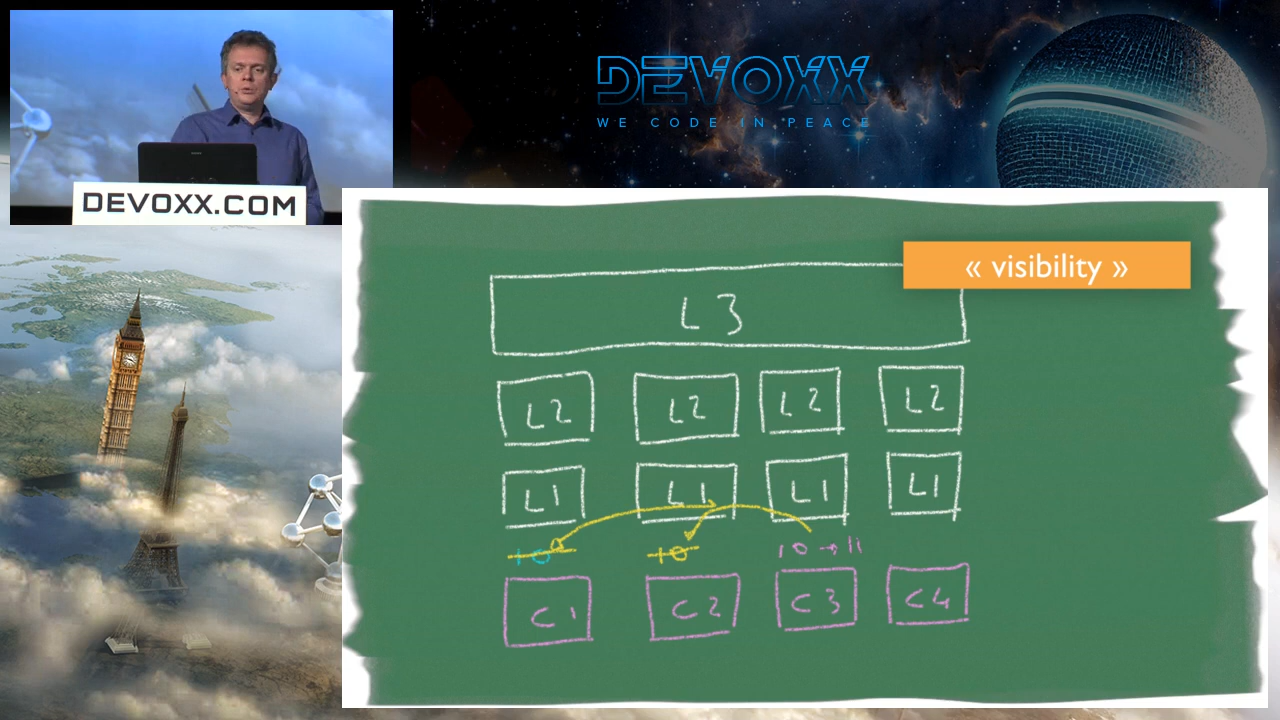 DEVOXX
WE CODE IN PEACE
DEVOXX.COM
« visibility »
L3
L2 L2 L2 L2
L1 L1 L1 L1
10 10 10→11
C1 C2 C3 C4